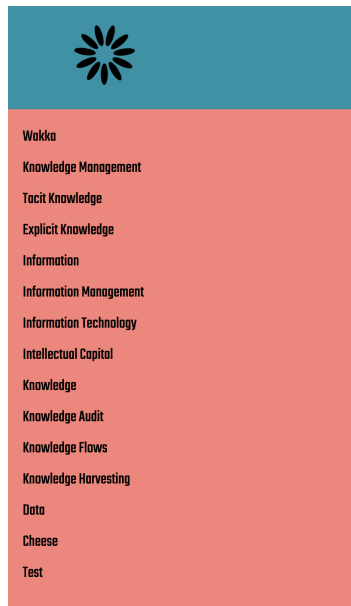 Wakka
Knowledge Management
Tacit Knowledge
Explicit Knowledge
Information
Information Management
Information Technology
Intellectual Capital
Knowledge
Knowledge Audit
Knowledge Flows
Knowledge Harvesting
Data
Cheese
Test